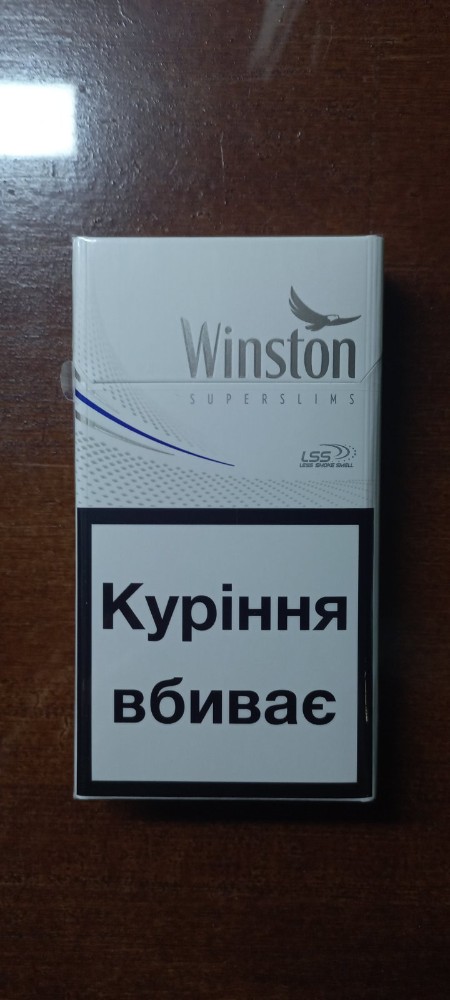 Winston
SUPERSLIMS
LSS
LESS SMOKE SMELL
Куріння
вбиває